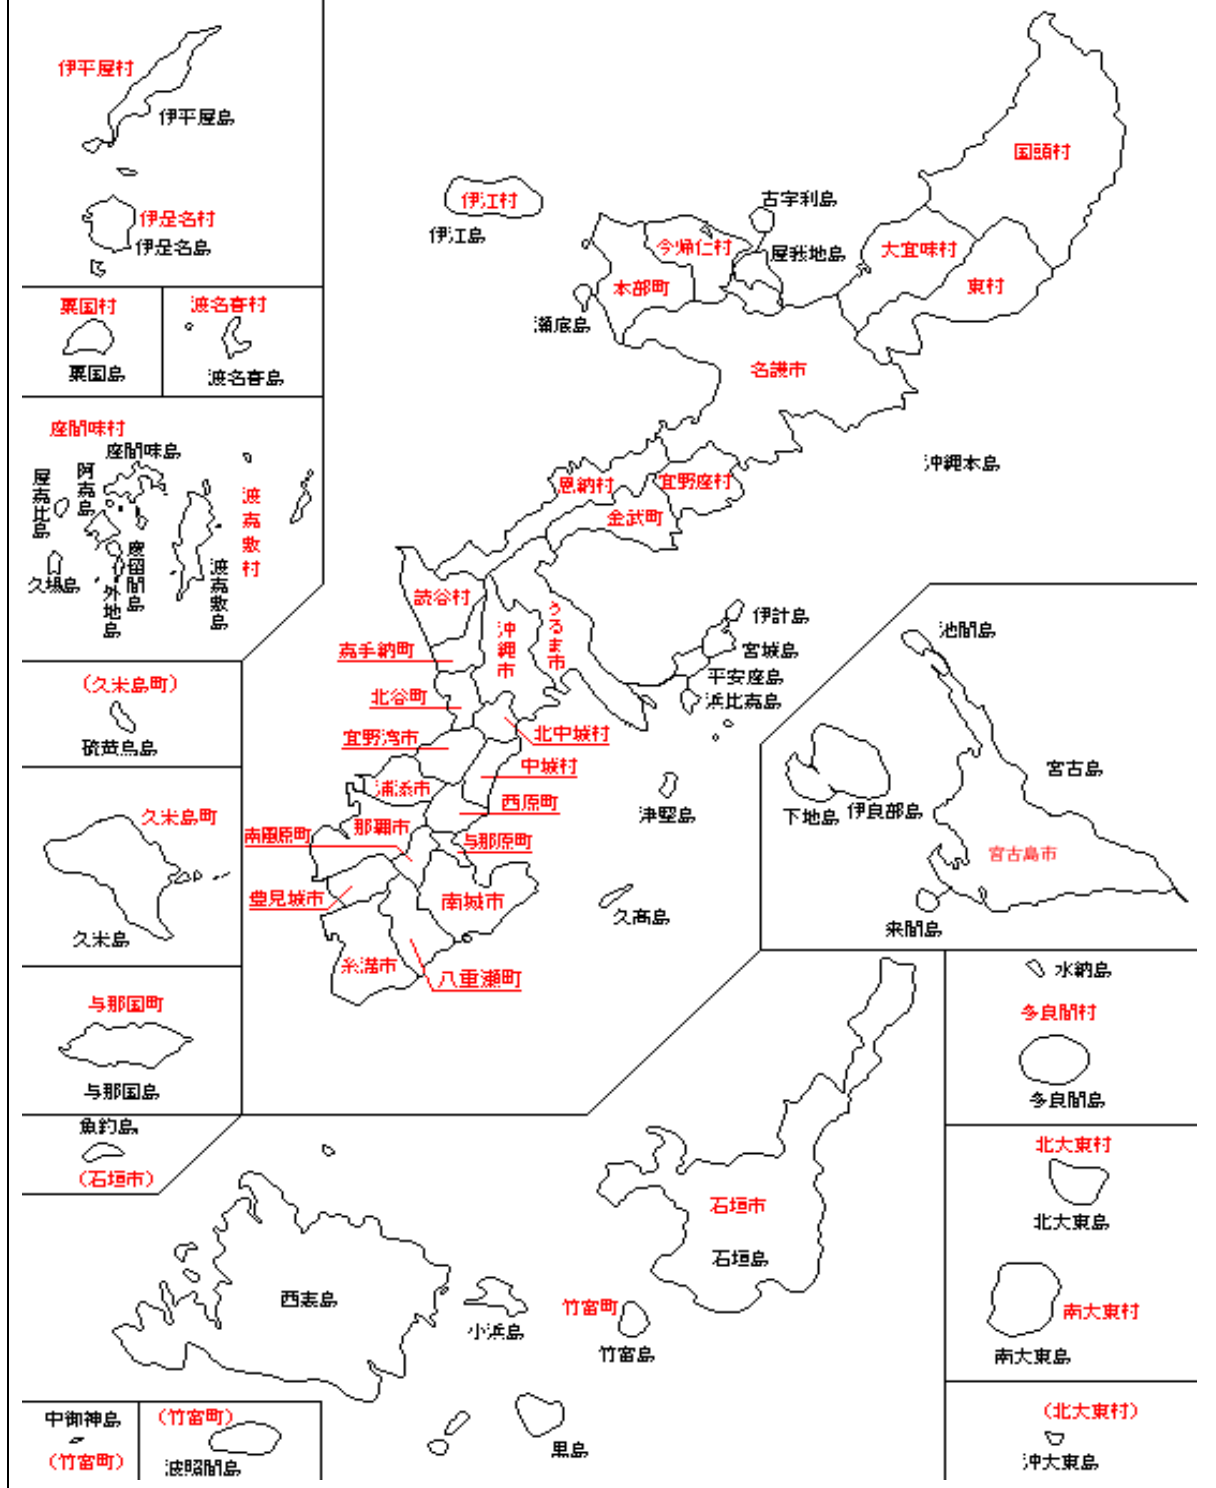 伊平屋村
伊平屋島
伊是名村
伊是名島
粟国村
粟国島
渡名喜村
渡名喜島
座間味村
座間味島
阿嘉島
屋嘉比島
久場島
慶留間島
外地島
渡嘉敷村
渡嘉敷島
(久米島町)
硫黄鳥島
久米島町
久米島
与那国町
与那国島
魚釣島
(石垣市)
国頭村
大宜味村
東村
古宇利島
屋我地島
今帰仁村
本部町
伊江村
伊江島
瀬底島
名護市
沖縄本島
恩納村
宜野座村
金武町
読谷村
沖縄市
うるま市
嘉手納町
北谷町
北中城村
宜野湾市
中城村
浦添市
西原町
那覇市
南風原町
与那原町
豊見城市
南城市
糸満市
八重瀬町
伊計島
宮城島
平安座島
浜比嘉島
津堅島
久高島
池間島
宮古島
下地島
伊良部島
宮古島市
来間島
水納島
多良間村
多良間島
北大東村
北大東島
南大東村
南大東島
(北大東村)
沖大東島
石垣市
石垣島
西表島
小浜島
竹富町
竹富島
黒島
中御神島
(竹富町)
(竹富町)
波照間島